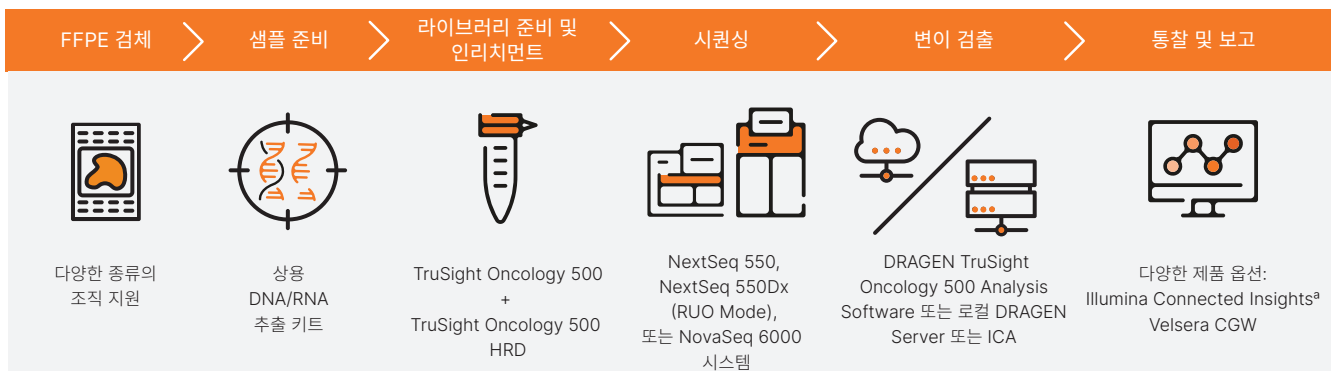 FFPE 검체
샘플 준비
라이브러리 준비 및
인리치먼트
시퀀싱
변이 검출
통찰 및 보고
다양한 종류의
조직 지원
상용
DNA/RNA
추출 키트
TruSight Oncology 500
+
TruSight Oncology 500
HRD
NextSeq 550,
NextSeq 550Dx
(RUO Mode),
또는 NovaSeq 6000
시스템
DRAGEN TruSight
Oncology 500 Analysis
Software 또는 로컬 DRAGEN
Server 또는 ICA
다양한 제품 옵션:
Illumina Connected Insightsᵃ
Velsera CGW